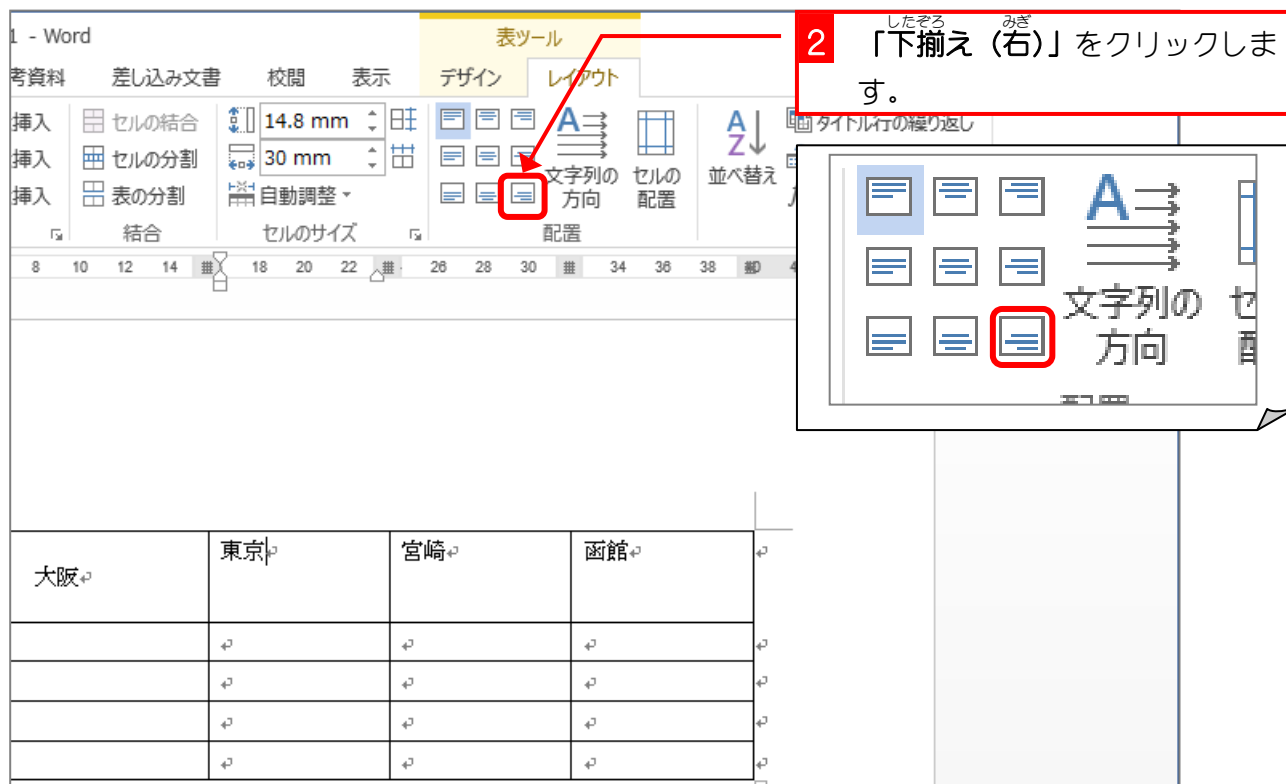 1 - Word
表ツール
考資料 差し込み文書 校閲 表示 デザイン レイアウト
2 「下揃え（右）」をクリックしま
したぞろ みぎ
す。
挿入 セルの結合 14.8 mm
挿入 セルの分割 30 mm
挿入 表の分割 自動調整
文字列の
方向
セルの
配置
並べ替え
タイトル行の繰り返し
結合 セルのサイズ 配置
8 10 12 14 18 20 22 26 28 30 34 36 38
文字列の
方向
大阪 東京 宮崎 函館